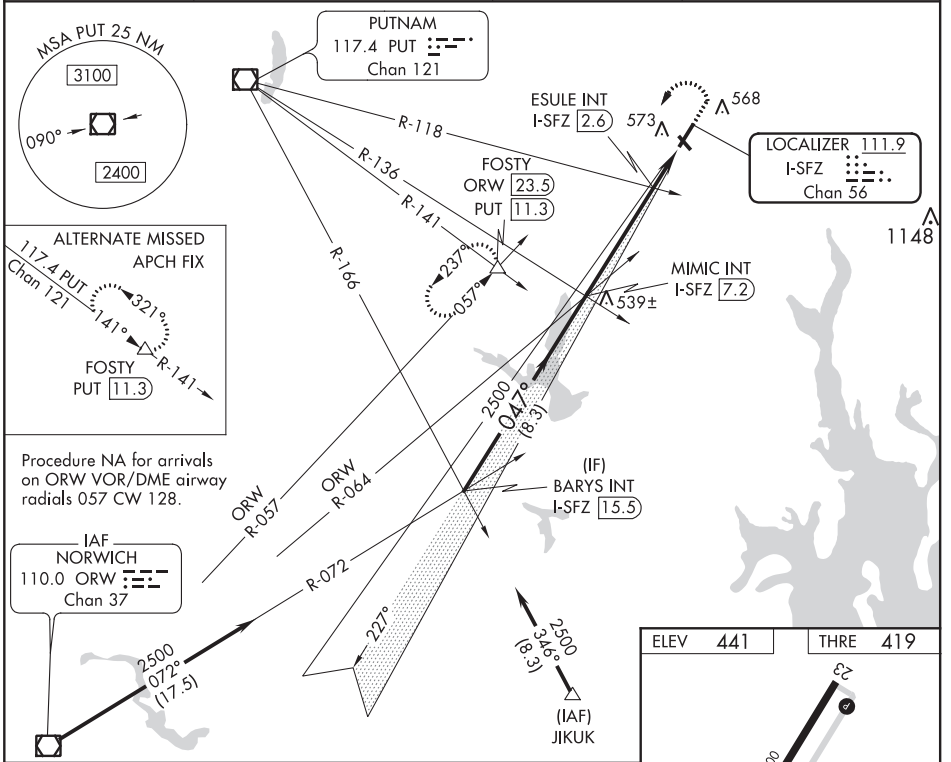 MSA PUT 25 NM
3100
090°
2400
PUTNAM
117.4 PUT
Chan 121
ESULE INT
I-SFZ 2.6
573
568
LOCALIZER 111.9
I-SFZ
Chan 56
1148
R-118
R-136
R-141
R-166
FOSTY
ORW 23.5
PUT 11.3
237°
057°
MIMIC INT
I-SFZ 7.2
539±
ALTERNATE MISSED
APCH FIX
117.4 PUT
Chan 121
321°
141°
R-141
FOSTY
PUT 11.3
2500
047°
(8.3)
Procedure NA for arrivals
on ORW VOR/DME airway
radials 057 CW 128.
ORW
R-057
ORW
R-064
(IF)
BARYS INT
I-SFZ 15.5
IAF
NORWICH
110.0 ORW
Chan 37
R-072
227°
2500
072°
(17.5)
2500
346°
(8.3)
(IAF)
JIKUK
ELEV 441
THRE 419
23
P